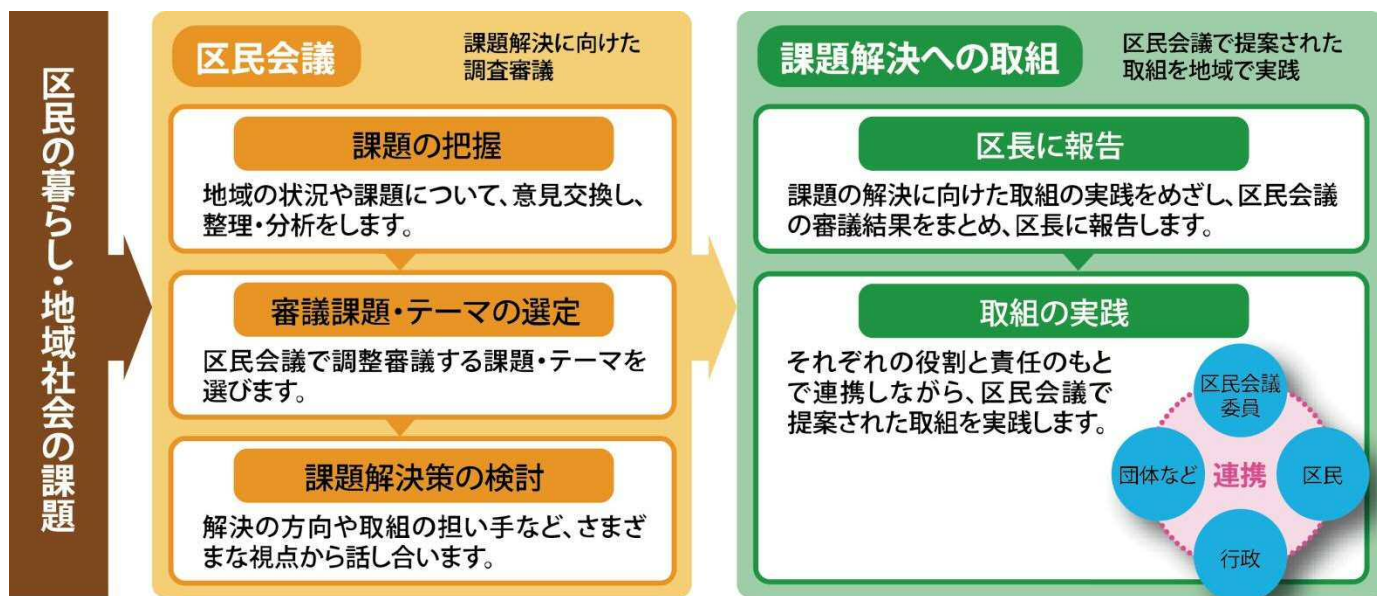 区民の暮らし・地域社会の課題
区民会議
課題解決に向けた
調査審議
課題の把握
地域の状況や課題について、意見交換し、
整理・分析をします。
審議課題・テーマの選定
区民会議で調整審議する課題・テーマを
選びます。
課題解決策の検討
解決の方向や取組の担い手など、さまざ
まな視点から話し合います。
課題解決への取組
区民会議で提案された
取組を地域で実践
区長に報告
課題の解決に向けた取組の実践をめざし、区民会議
の審議結果をまとめ、区長に報告します。
取組の実践
それぞれの役割と責任のもと
で連携しながら、区民会議で
提案された取組を実践します。
区民会議
委員
団体など
連携
区民
行政